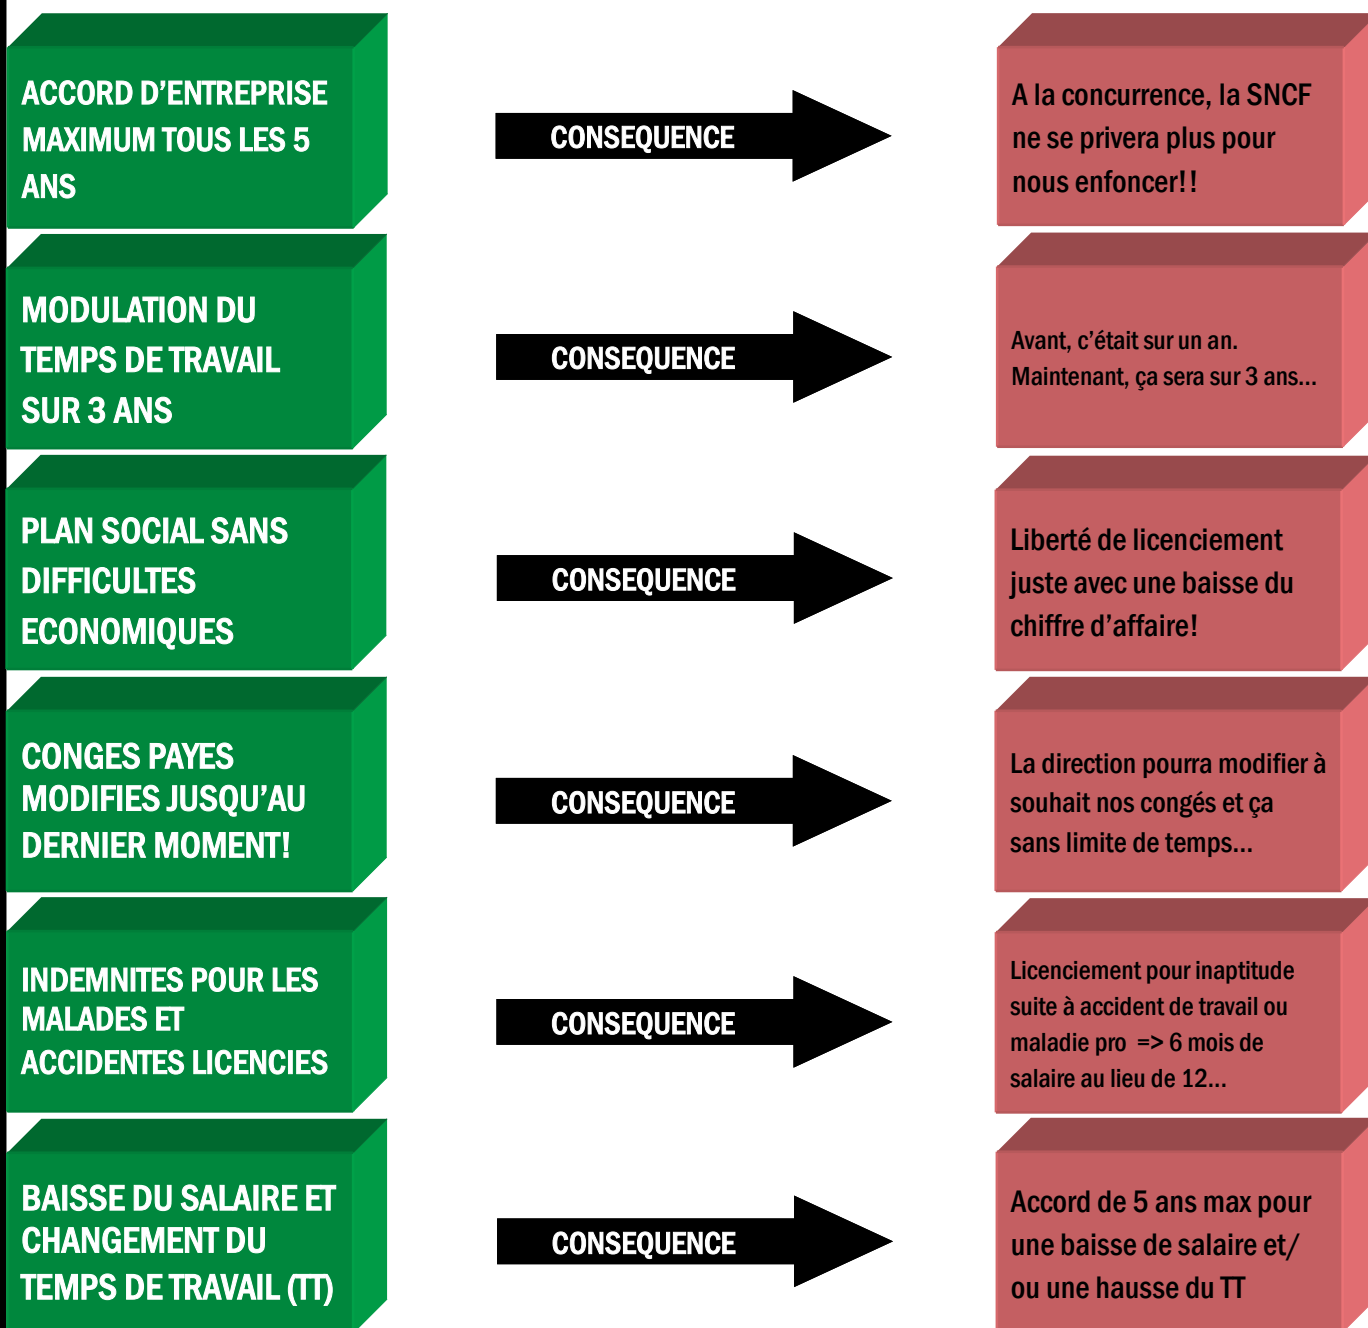 ACCORD D’ENTREPRISE
MAXIMUM TOUS LES 5
ANS
CONSEQUENCE
A la concurrence, la SNCF
ne se privera plus pour
nous enfoncer!!
MODULATION DU
TEMPS DE TRAVAIL
SUR 3 ANS
CONSEQUENCE
Avant, c’était sur un an.
Maintenant, ça sera sur 3 ans...
PLAN SOCIAL SANS
DIFFICULTES
ECONOMIQUES
CONSEQUENCE
Liberté de licenciement
juste avec une baisse du
chiffre d’affaire!
CONGES PAYES
MODIFIES JUSQU’AU
DERNIER MOMENT!
CONSEQUENCE
La direction pourra modifier à
souhait nos congés et ça
sans limite de temps...
INDEMNITES POUR LES
MALADES ET
ACCIDENTES LICENCIES
CONSEQUENCE
Licenciement pour inaptitude
suite à accident de travail ou
maladie pro => 6 mois de
salaire au lieu de 12...
BAISSE DU SALAIRE ET
CHANGEMENT DU
TEMPS DE TRAVAIL (TT)
CONSEQUENCE
Accord de 5 ans max pour
une baisse de salaire et/
ou une hausse du TT